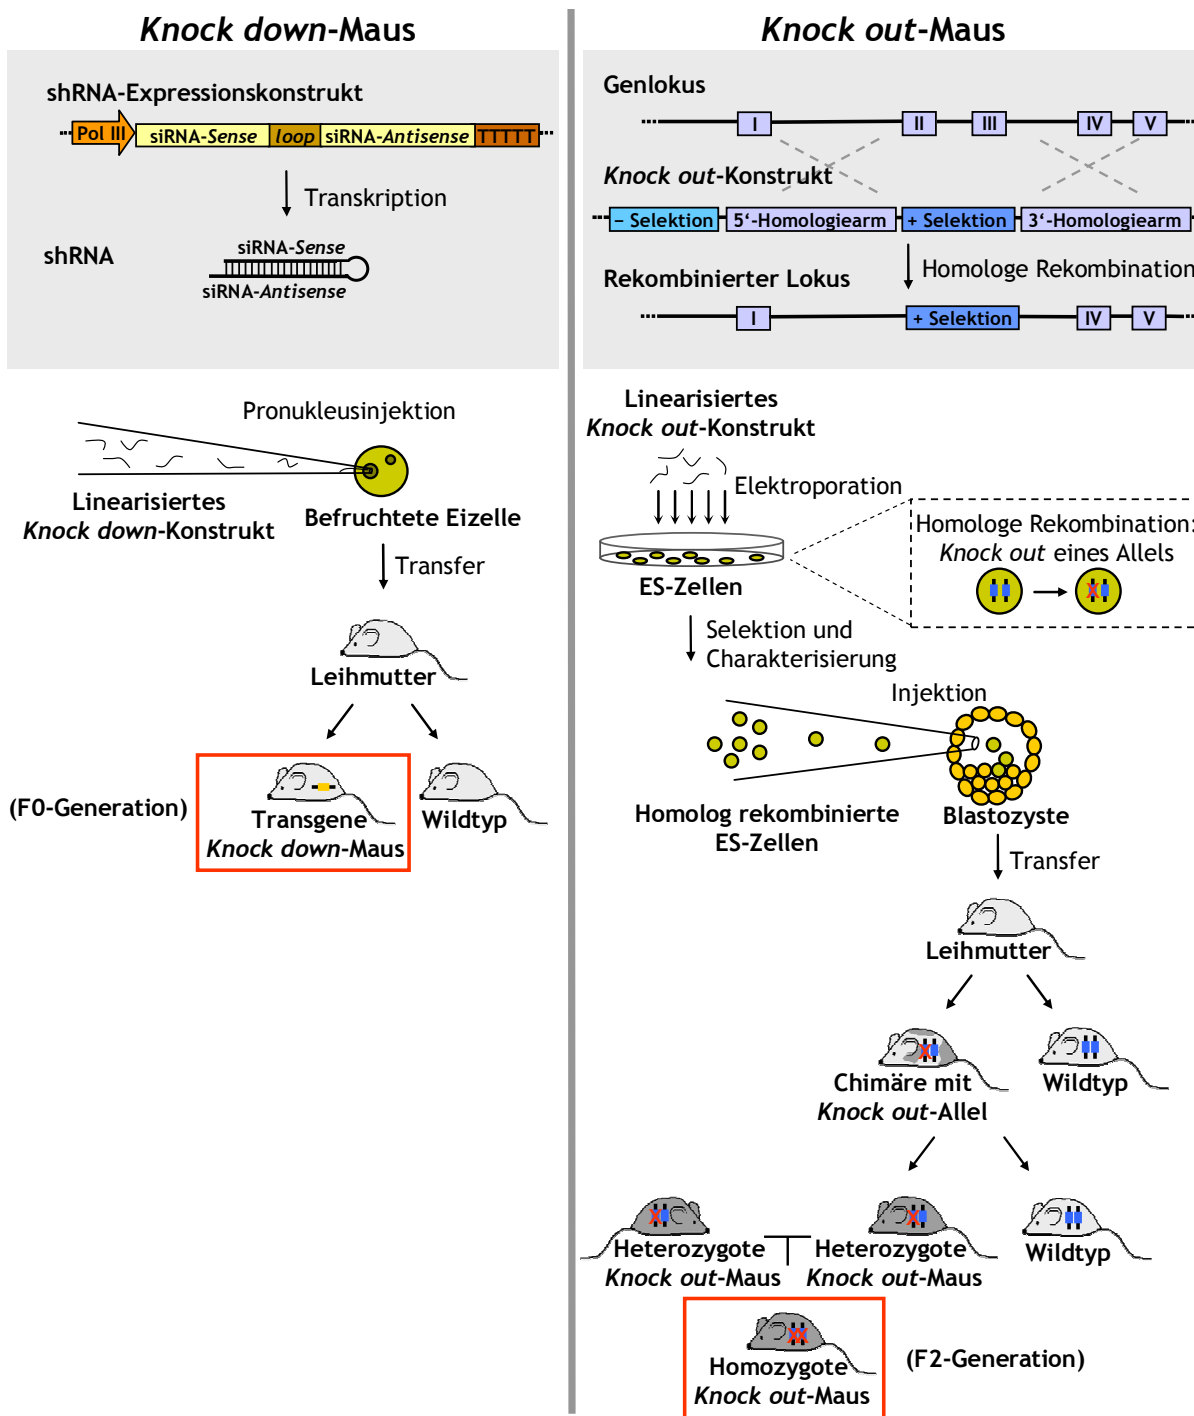 Knock down-Maus
shRNA-Expressionskonstrukt
Pol III siRNA-Sense loop siRNA-Antisense TTTTT
Transkription
shRNA
siRNA-Sense
siRNA-Antisense
Pronukleusinjektion
Linearisiertes
Knock down-Konstrukt
Befruchtete Eizelle
Transfer
Leihmutter
(F0-Generation)
Transgene
Knock down-Maus
Wildtyp
Knock out-Maus
Genlokus
I II III IV V
Knock out-Konstrukt
– Selektion 5‘-Homologiearm + Selektion 3‘-Homologiearm
Homologe Rekombination
Rekombinierter Lokus
I + Selektion IV V
Linearisiertes
Knock out-Konstrukt
Elektroporation
Homologe Rekombination:
Knock out eines Allels
ES-Zellen
Selektion und
Charakterisierung
Injektion
Homolog rekombinierte
ES-Zellen
Blastozyste
Transfer
Leihmutter
Chimäre mit
Knock out-Allel
Wildtyp
Heterozygote
Knock out-Maus
Heterozygote
Knock out-Maus
Wildtyp
Homozygote
Knock out-Maus
(F2-Generation)